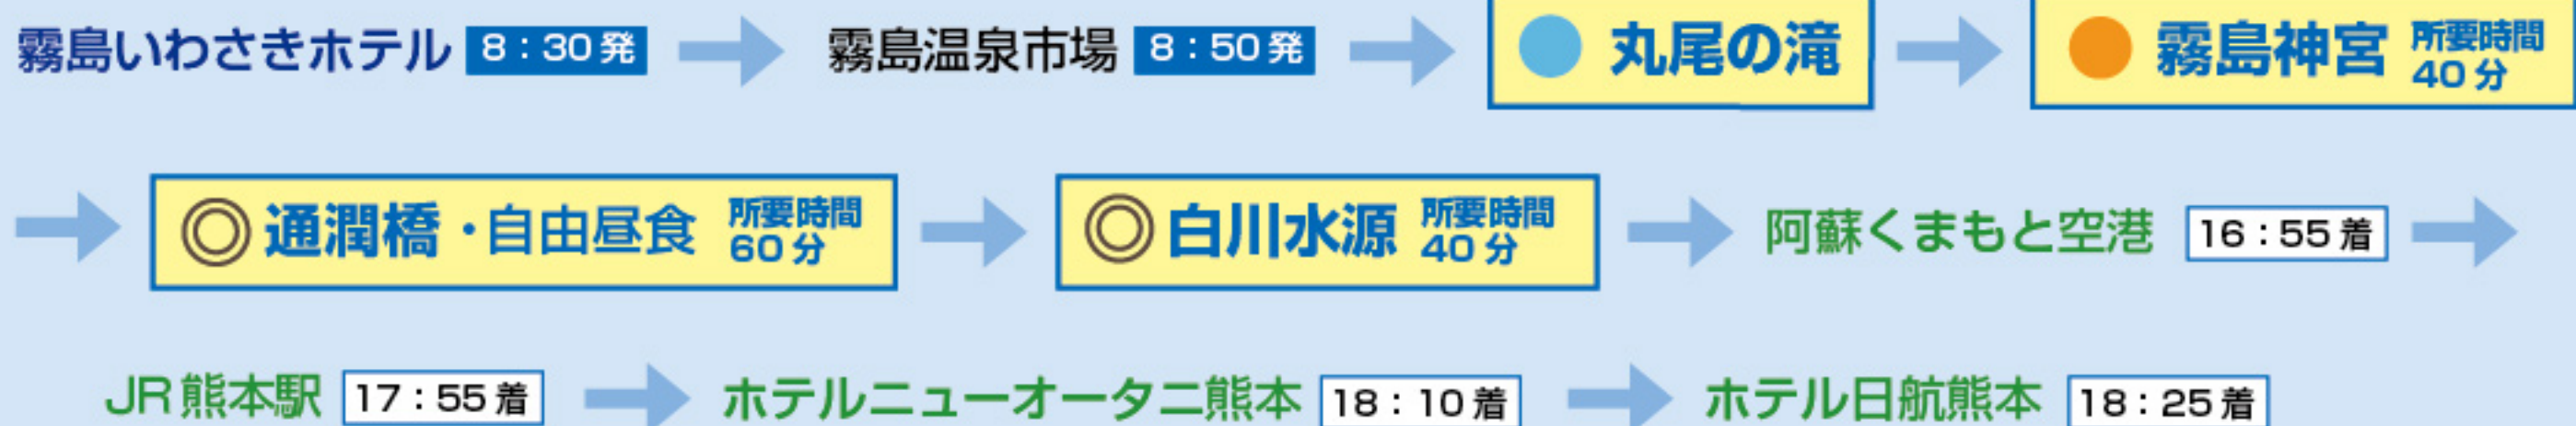 霧島いわさきホテル 8：30発 霧島温泉市場 8：50発 丸尾の滝 霧島神宮 所要時間 40分
通潤橋・自由昼食 所要時間 60分 白川水源 所要時間 40分 阿蘇くまもと空港 16：55着
JR熊本駅 17：55着 ホテルニューオータニ熊本 18：10着 ホテル日航熊本 18：25着